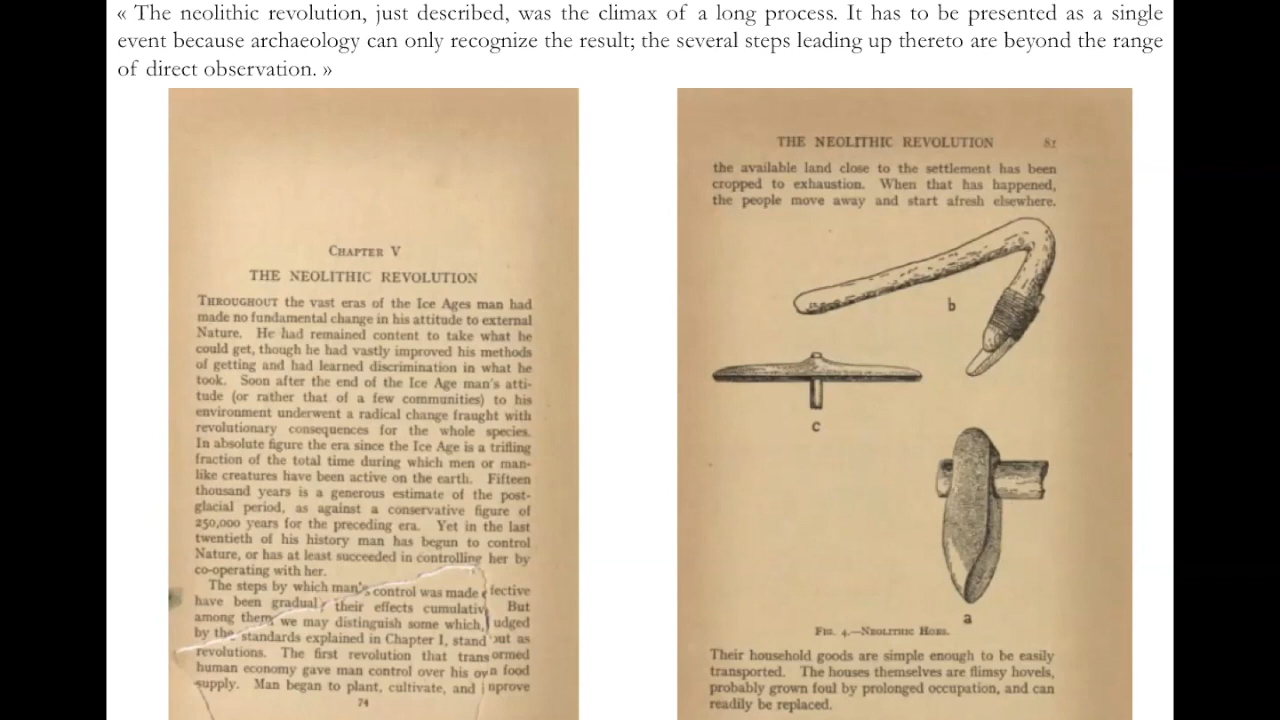 « The neolithic revolution, just described, was the climax of a long process. It has to be presented as a single
event because archaeology can only recognize the result; the several steps leading up thereto are beyond the range
of direct observation. »
CHAPTER V
THE NEOLITHIC REVOLUTION
THROUGHOUT the vast eras of the Ice Ages man had
made no fundamental change in his attitude to external
Nature. He had remained content to take what he
could get, though he had vastly improved his methods
of getting and had learned discrimination in what he
took. Soon after the end of the Ice Age man's atti-
tude (or rather that of a few communities) to his
environment underwent a radical change fraught with
revolutionary consequences for the whole species.
In absolute figure the era since the Ice Age is a trifling
fraction of the total time during which men or man-
like creatures have been active on the earth. Fifteen
thousand years is a generous estimate of the post-
glacial period, as against a conservative figure of
250,000 years for the preceding era. Yet in the last
twentieth of his history man has begun to control
Nature, or has at least succeeded in controlling her by
co-operating with her.
The steps by which man's control was made fective
have been gradual, their effects cumulativ But
among them we may distinguish some which, udged
by the standards explained in Chapter I, stand out as
revolutions. The first revolution that trans ormed
human economy gave man control over his own food
supply. Man began to plant, cultivate, and nprove
74
THE NEOLITHIC REVOLUTION 81
the available land close to the settlement has been
cropped to exhaustion. When that has happened,
the people move away and start afresh elsewhere.
b
c
a
FIG. 4.—NEOLITHIC HOES.
Their household goods are simple enough to be easily
transported. The houses themselves are flimsy hovels,
probably grown foul by prolonged occupation, and can
readily be replaced.